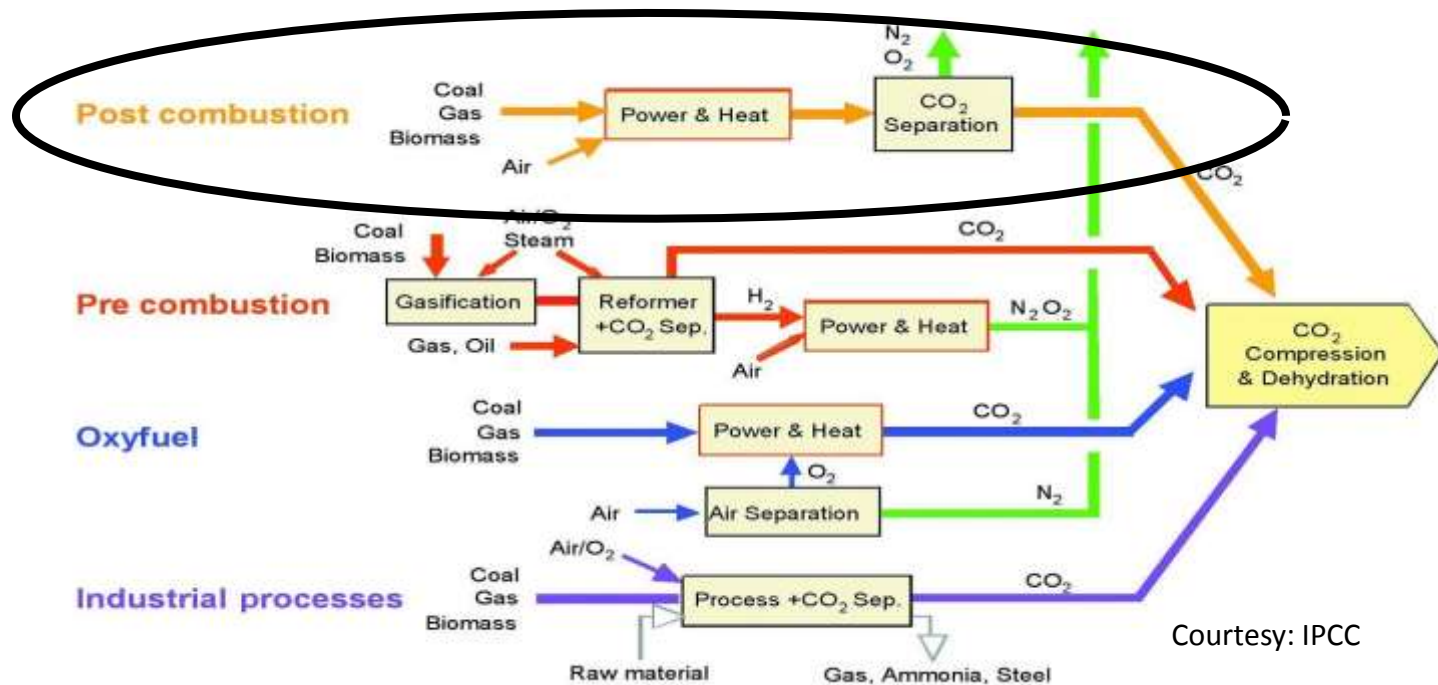 N₂
O₂
Post combustion
Coal
Gas
Biomass
Air
Power & Heat
CO₂
Separation
CO₂
Pre combustion
Coal
Biomass
Air/O₂
Steam
Gasification
Reformer
+CO₂ Sep.
Gas, Oil
H₂
Air
Power & Heat
N₂O₂
CO₂
CO₂
Compression
& Dehydration
Oxyfuel
Coal
Gas
Biomass
Power & Heat
CO₂
O₂
Air
Air Separation
N₂
Industrial processes
Air/O₂
Coal
Gas
Biomass
Process +CO₂ Sep.
CO₂
Raw material
Gas, Ammonia, Steel
Courtesy: IPCC